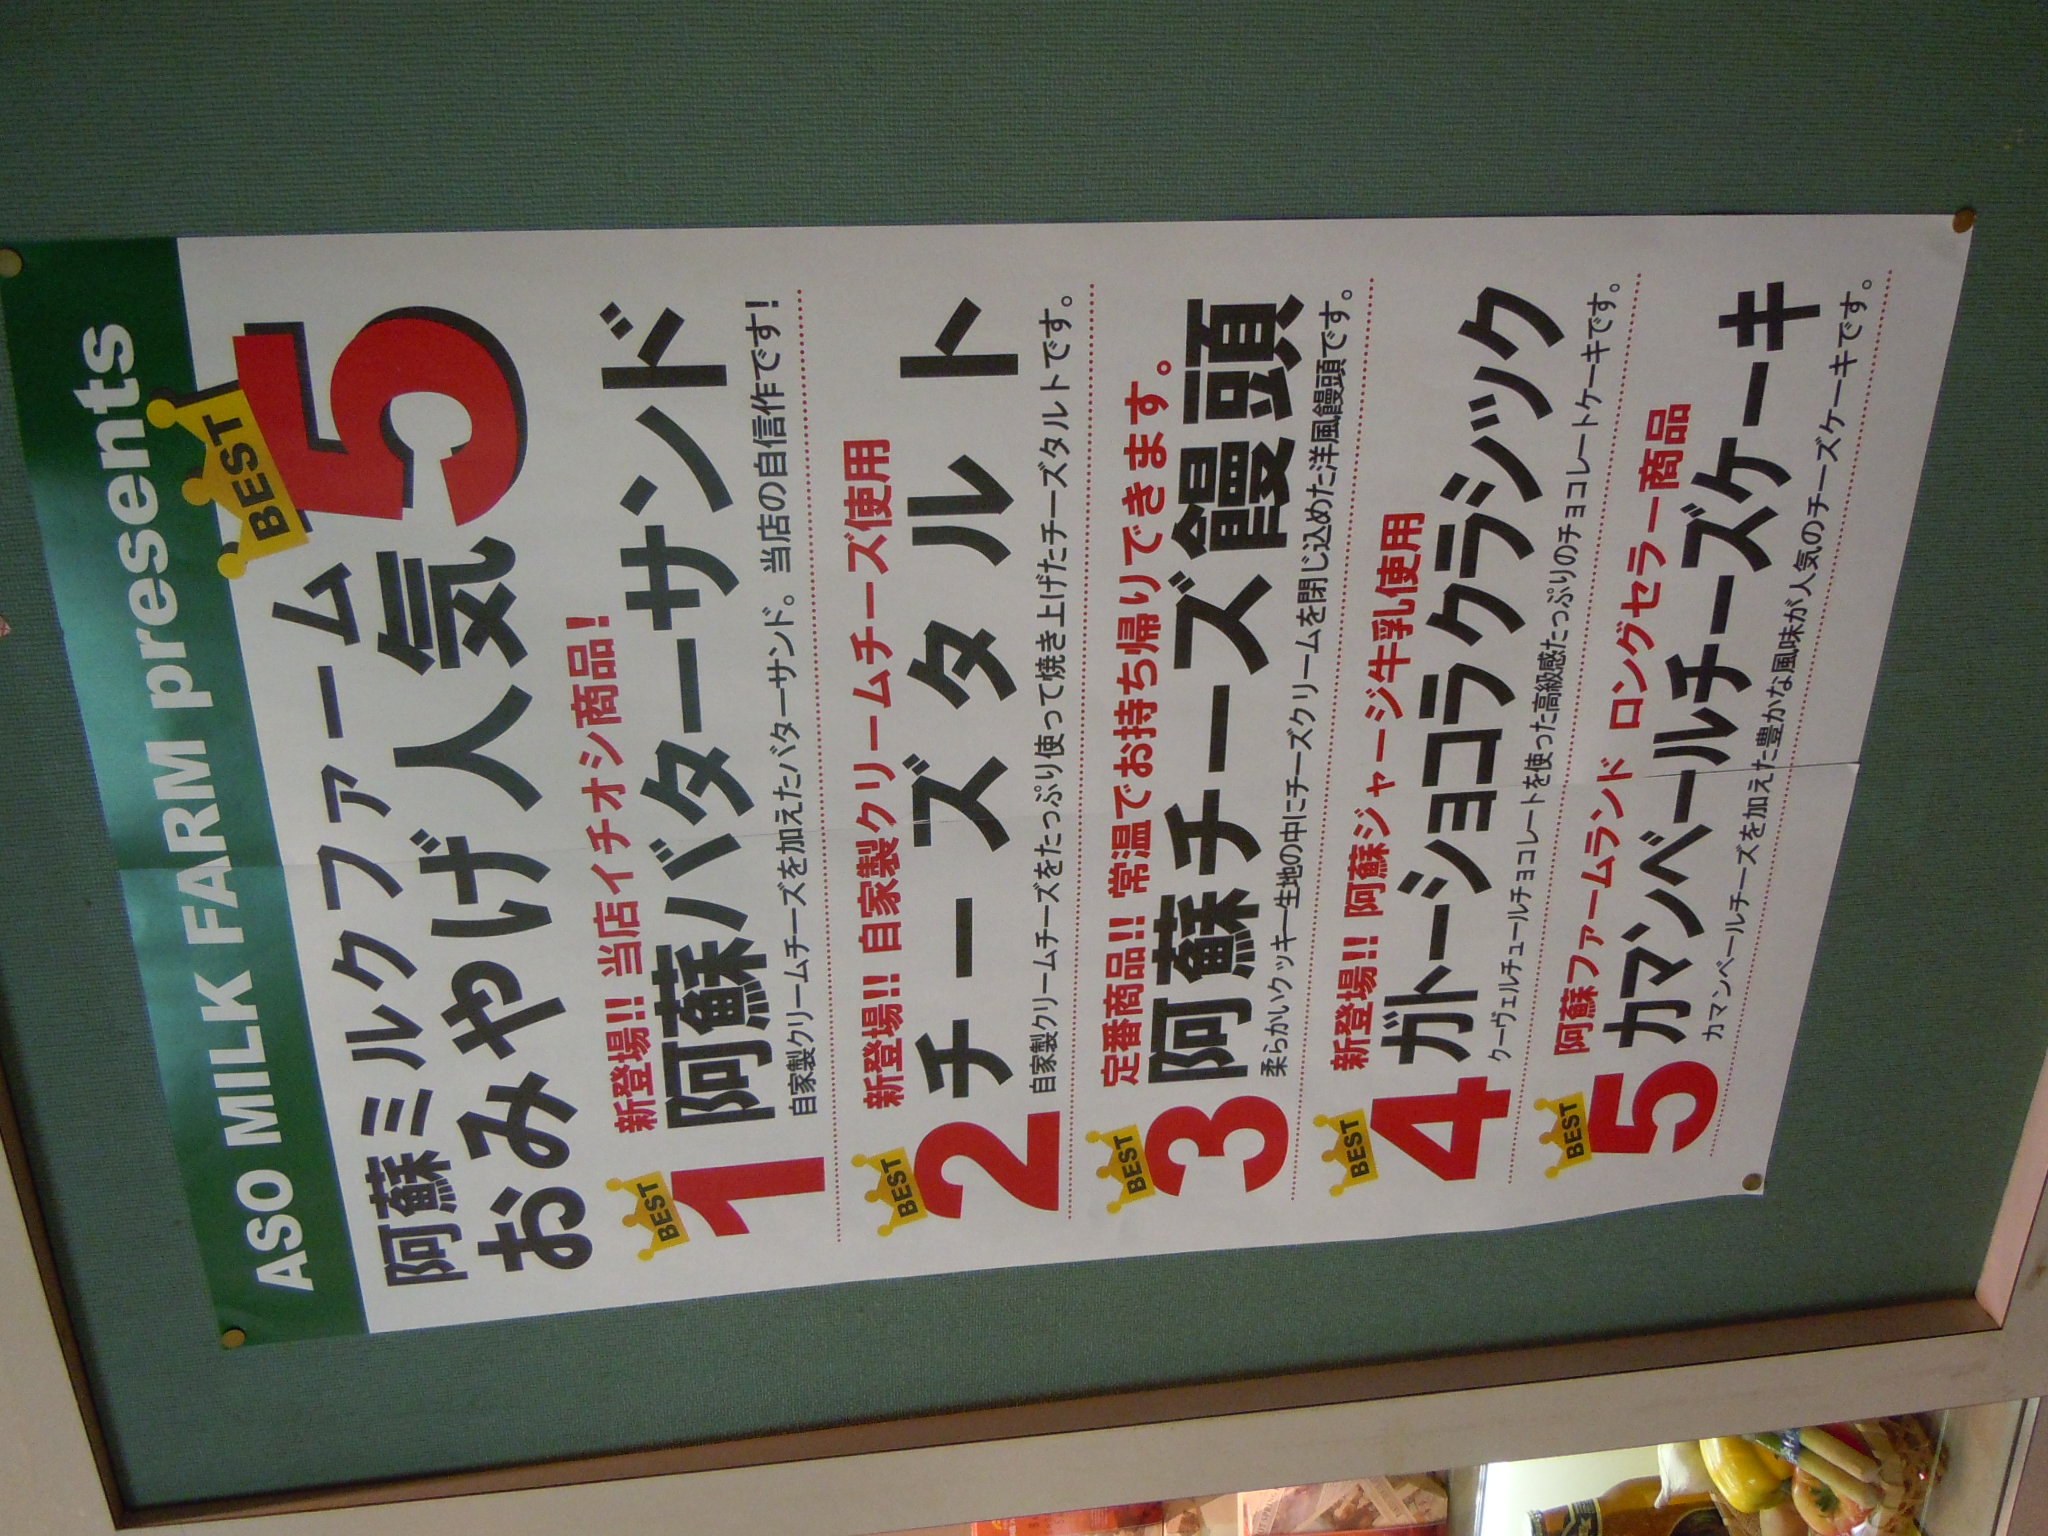 ASO MILK FARM presents
阿蘇ミルクファーム
おみやげ人気
BEST
5
BEST
1
新登場!! 当店イチオシ商品!
阿蘇バターサンド
自家製クリームチーズを加えたバターサンド。当店の自信作です!
BEST
2
新登場!! 自家製クリームチーズ使用
チーズタルト
自家製クリームチーズをたっぷり使って焼き上げたチーズタルトです。
BEST
3
定番商品!! 常温でお持ち帰りできます。
阿蘇チーズ饅頭
柔らかいクッキー生地の中にチーズクリームを閉じ込めた洋風饅頭です。
BEST
4
新登場!! 阿蘇ジャージ牛乳使用
ガトーショコラクラシック
クーヴェルチュールチョコレートを使った高級感たっぷりのチョコレートケーキです。
BEST
5
阿蘇ファームランド ロングセラー商品
カマンベールチーズケーキ
カマンベールチーズを加えた豊かな風味が人気のチーズケーキです。